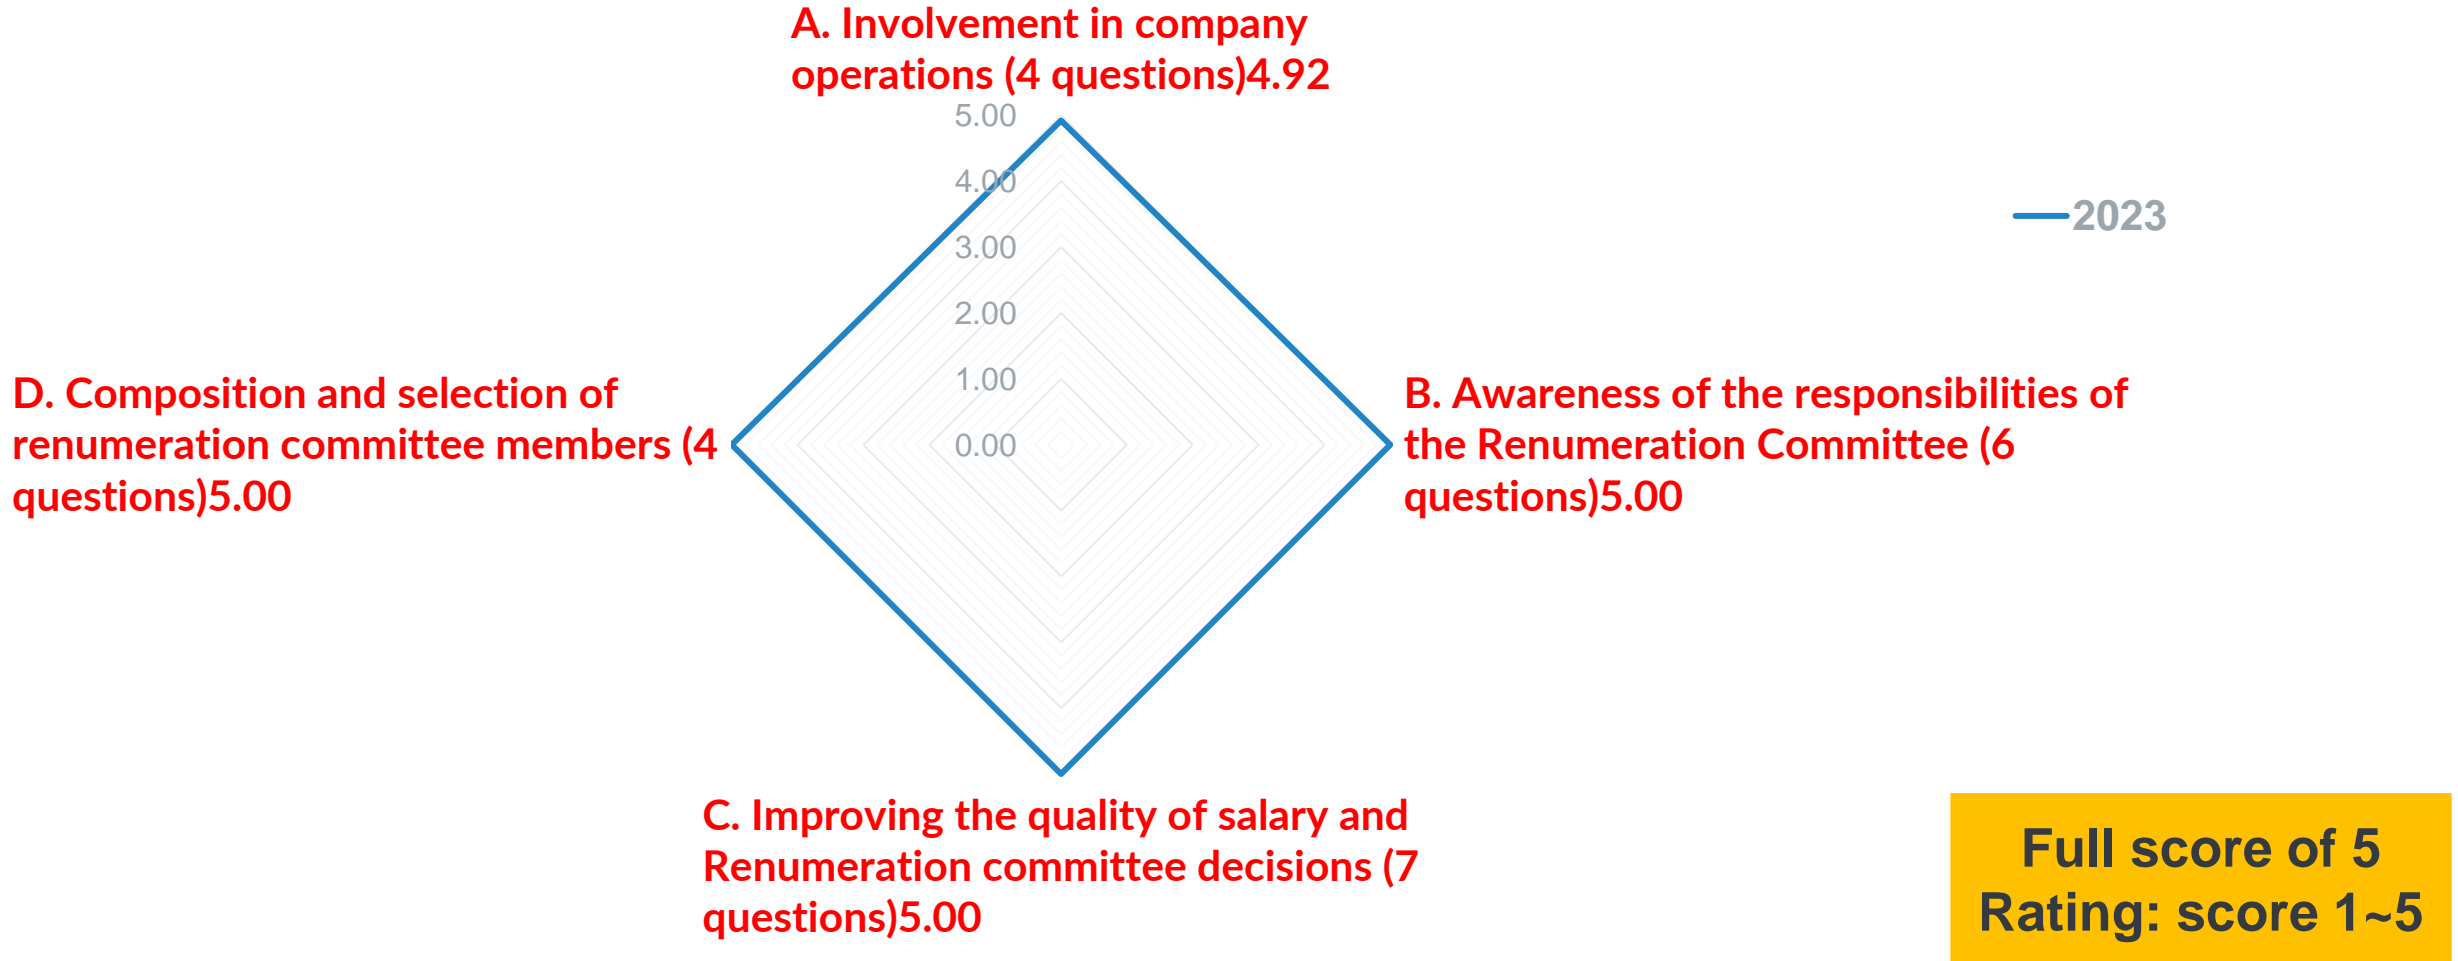 A. Involvement in company
operations (4 questions)4.92
5.00
4.00
3.00
2.00
1.00
0.00
2023
B. Awareness of the responsibilities of
the Renumeration Committee (6
questions)5.00
D. Composition and selection of
renumeration committee members (4
questions)5.00
C. Improving the quality of salary and
Renumeration committee decisions (7
questions)5.00
Full score of 5
Rating: score 1~5